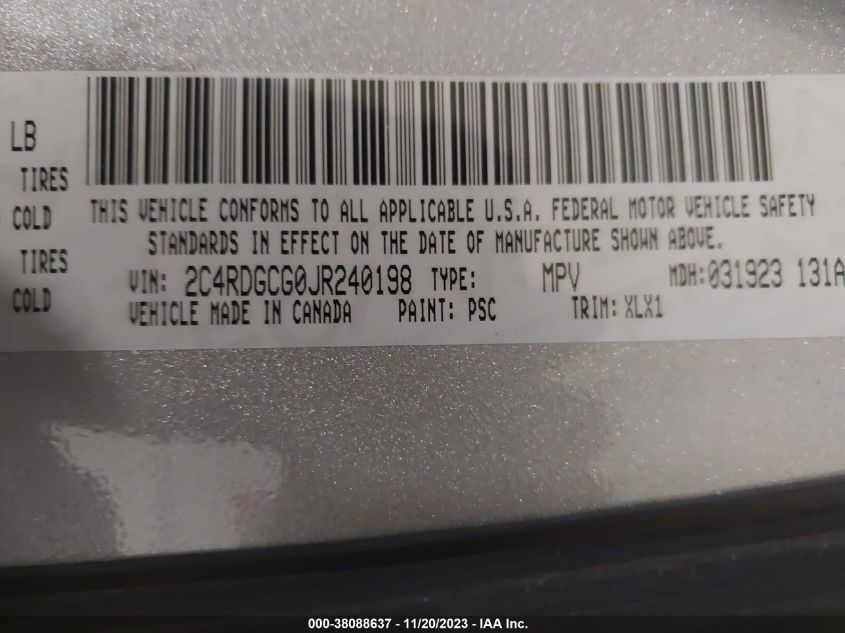 LB
TIRES
COLD
TIRES
COLD
THIS VEHICLE CONFORMS TO ALL APPLICABLE U.S.A. FEDERAL MOTOR VEHICLE SAFETY
STANDARDS IN EFFECT ON THE DATE OF MANUFACTURE SHOWN ABOVE.
VIN: 2C4RDGCG0JR240198 TYPE: MPV MDH:031923 131A
VEHICLE MADE IN CANADA PAINT: PSC TRIM: XLX1
000-38088637 - 11/20/2023 - IAA Inc.